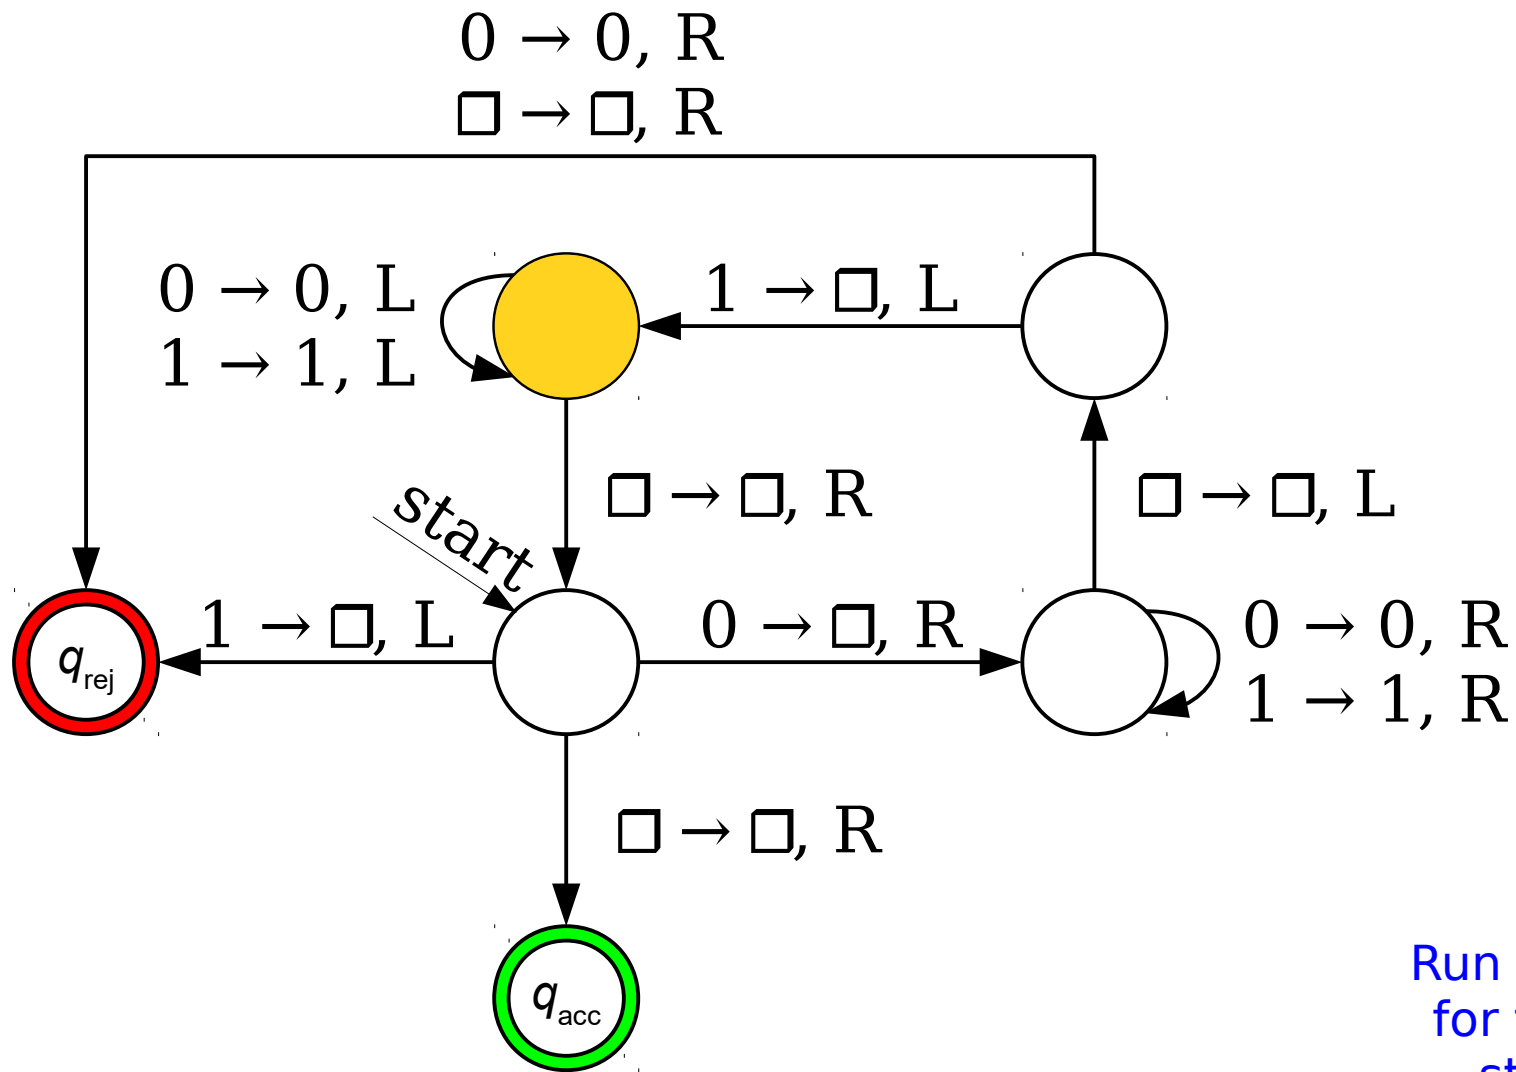 0 → 0, R
□ → □, R
0 → 0, L
1 → 1, L
1 → □, L
□ → □, R
□ → □, L
start
1 → □, L
0 → □, R
0 → 0, R
1 → 1, R
q_rej
□ → □, R
q_acc
Run
for